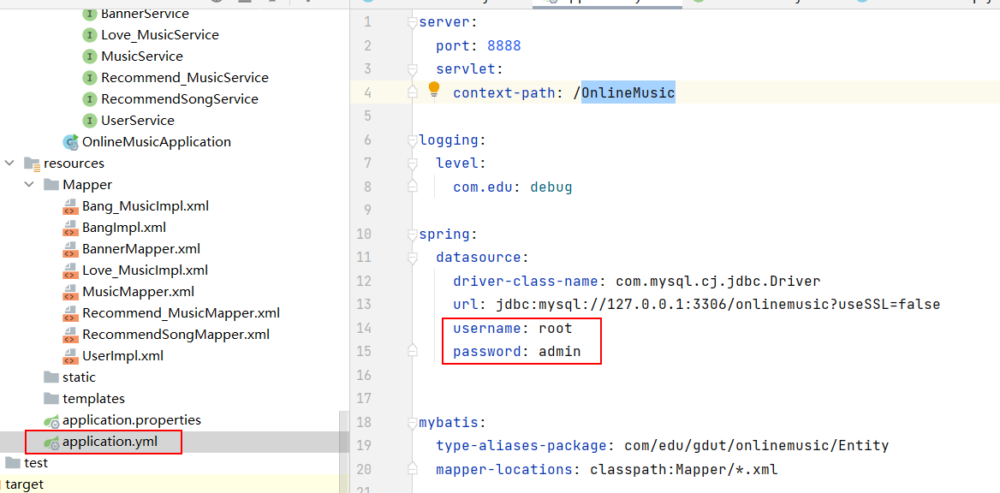 BannerService
Love_MusicService
MusicService
Recommend_MusicService
RecommendSongService
UserService
OnlineMusicApplication
resources
Mapper
Bang_MusicImpl.xml
BangImpl.xml
BannerMapper.xml
Love_MusicImpl.xml
MusicMapper.xml
Recommend_MusicMapper.xml
RecommendSongMapper.xml
UserImpl.xml
static
templates
application.properties
application.yml
test
target
1 server:
2 port: 8888
3 servlet:
4 context-path: /OnlineMusic
5
6 logging:
7 level:
8 com.edu: debug
9
10 spring:
11 datasource:
12 driver-class-name: com.mysql.cj.jdbc.Driver
13 url: jdbc:mysql://127.0.0.1:3306/onlinemusic?useSSL=false
14 username: root
15 password: admin
16
17
18 mybatis:
19 type-aliases-package: com/edu/gdut/onlinemusic/Entity
20 mapper-locations: classpath:Mapper/*.xml
21